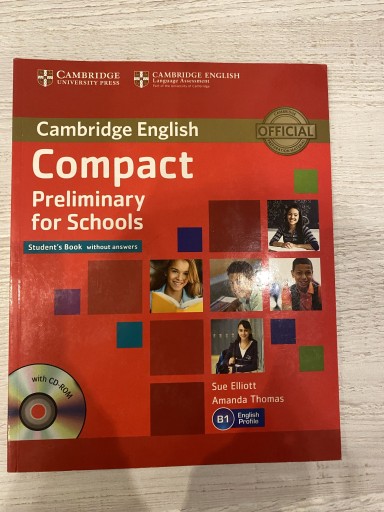 CAMBRIDGE
UNIVERSITY PRESS
CAMBRIDGE ENGLISH
Language Assessment
Part of the University of Cambridge
Cambridge English
OFFICIAL
Compact
Preliminary
for Schools
Student's Book without answers
with CD-ROM
Sue Elliott
Amanda Thomas
B1 English
Profile